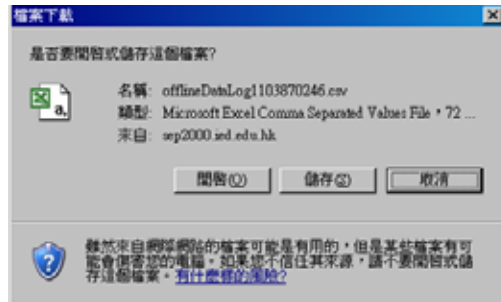 檔案下載
是否要開啟或儲存這個檔案?
名稱: offlineDataLog1103870246.csv
類型: Microsoft Excel Comma Separated Values File，72 ...
來自: sep2000.ied.edu.hk
開啟(O) 儲存(S) 取消
雖然來自網際網路的檔案可能是有用的，但是某些檔案有可
能會傷害您的電腦。如果您不信任其來源，請不要開啟或儲
存這個檔案。有什麼樣的風險?